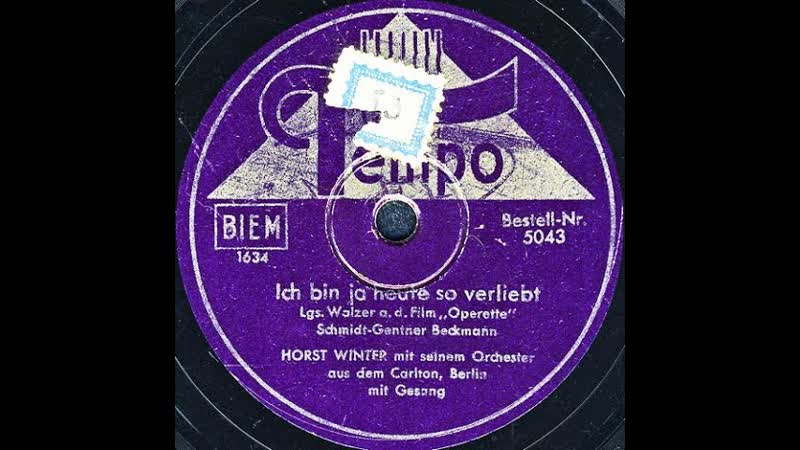 Tempo
BIEM
1634
Bestell-Nr.
5043
Ich bin ja heute so verliebt
Lgs. Walzer a. d. Film „Operette"
Schmidt-Gentner Beckmann
HORST WINTER mit seinem Orchester
aus dem Carlton, Berlin
mit Gesang